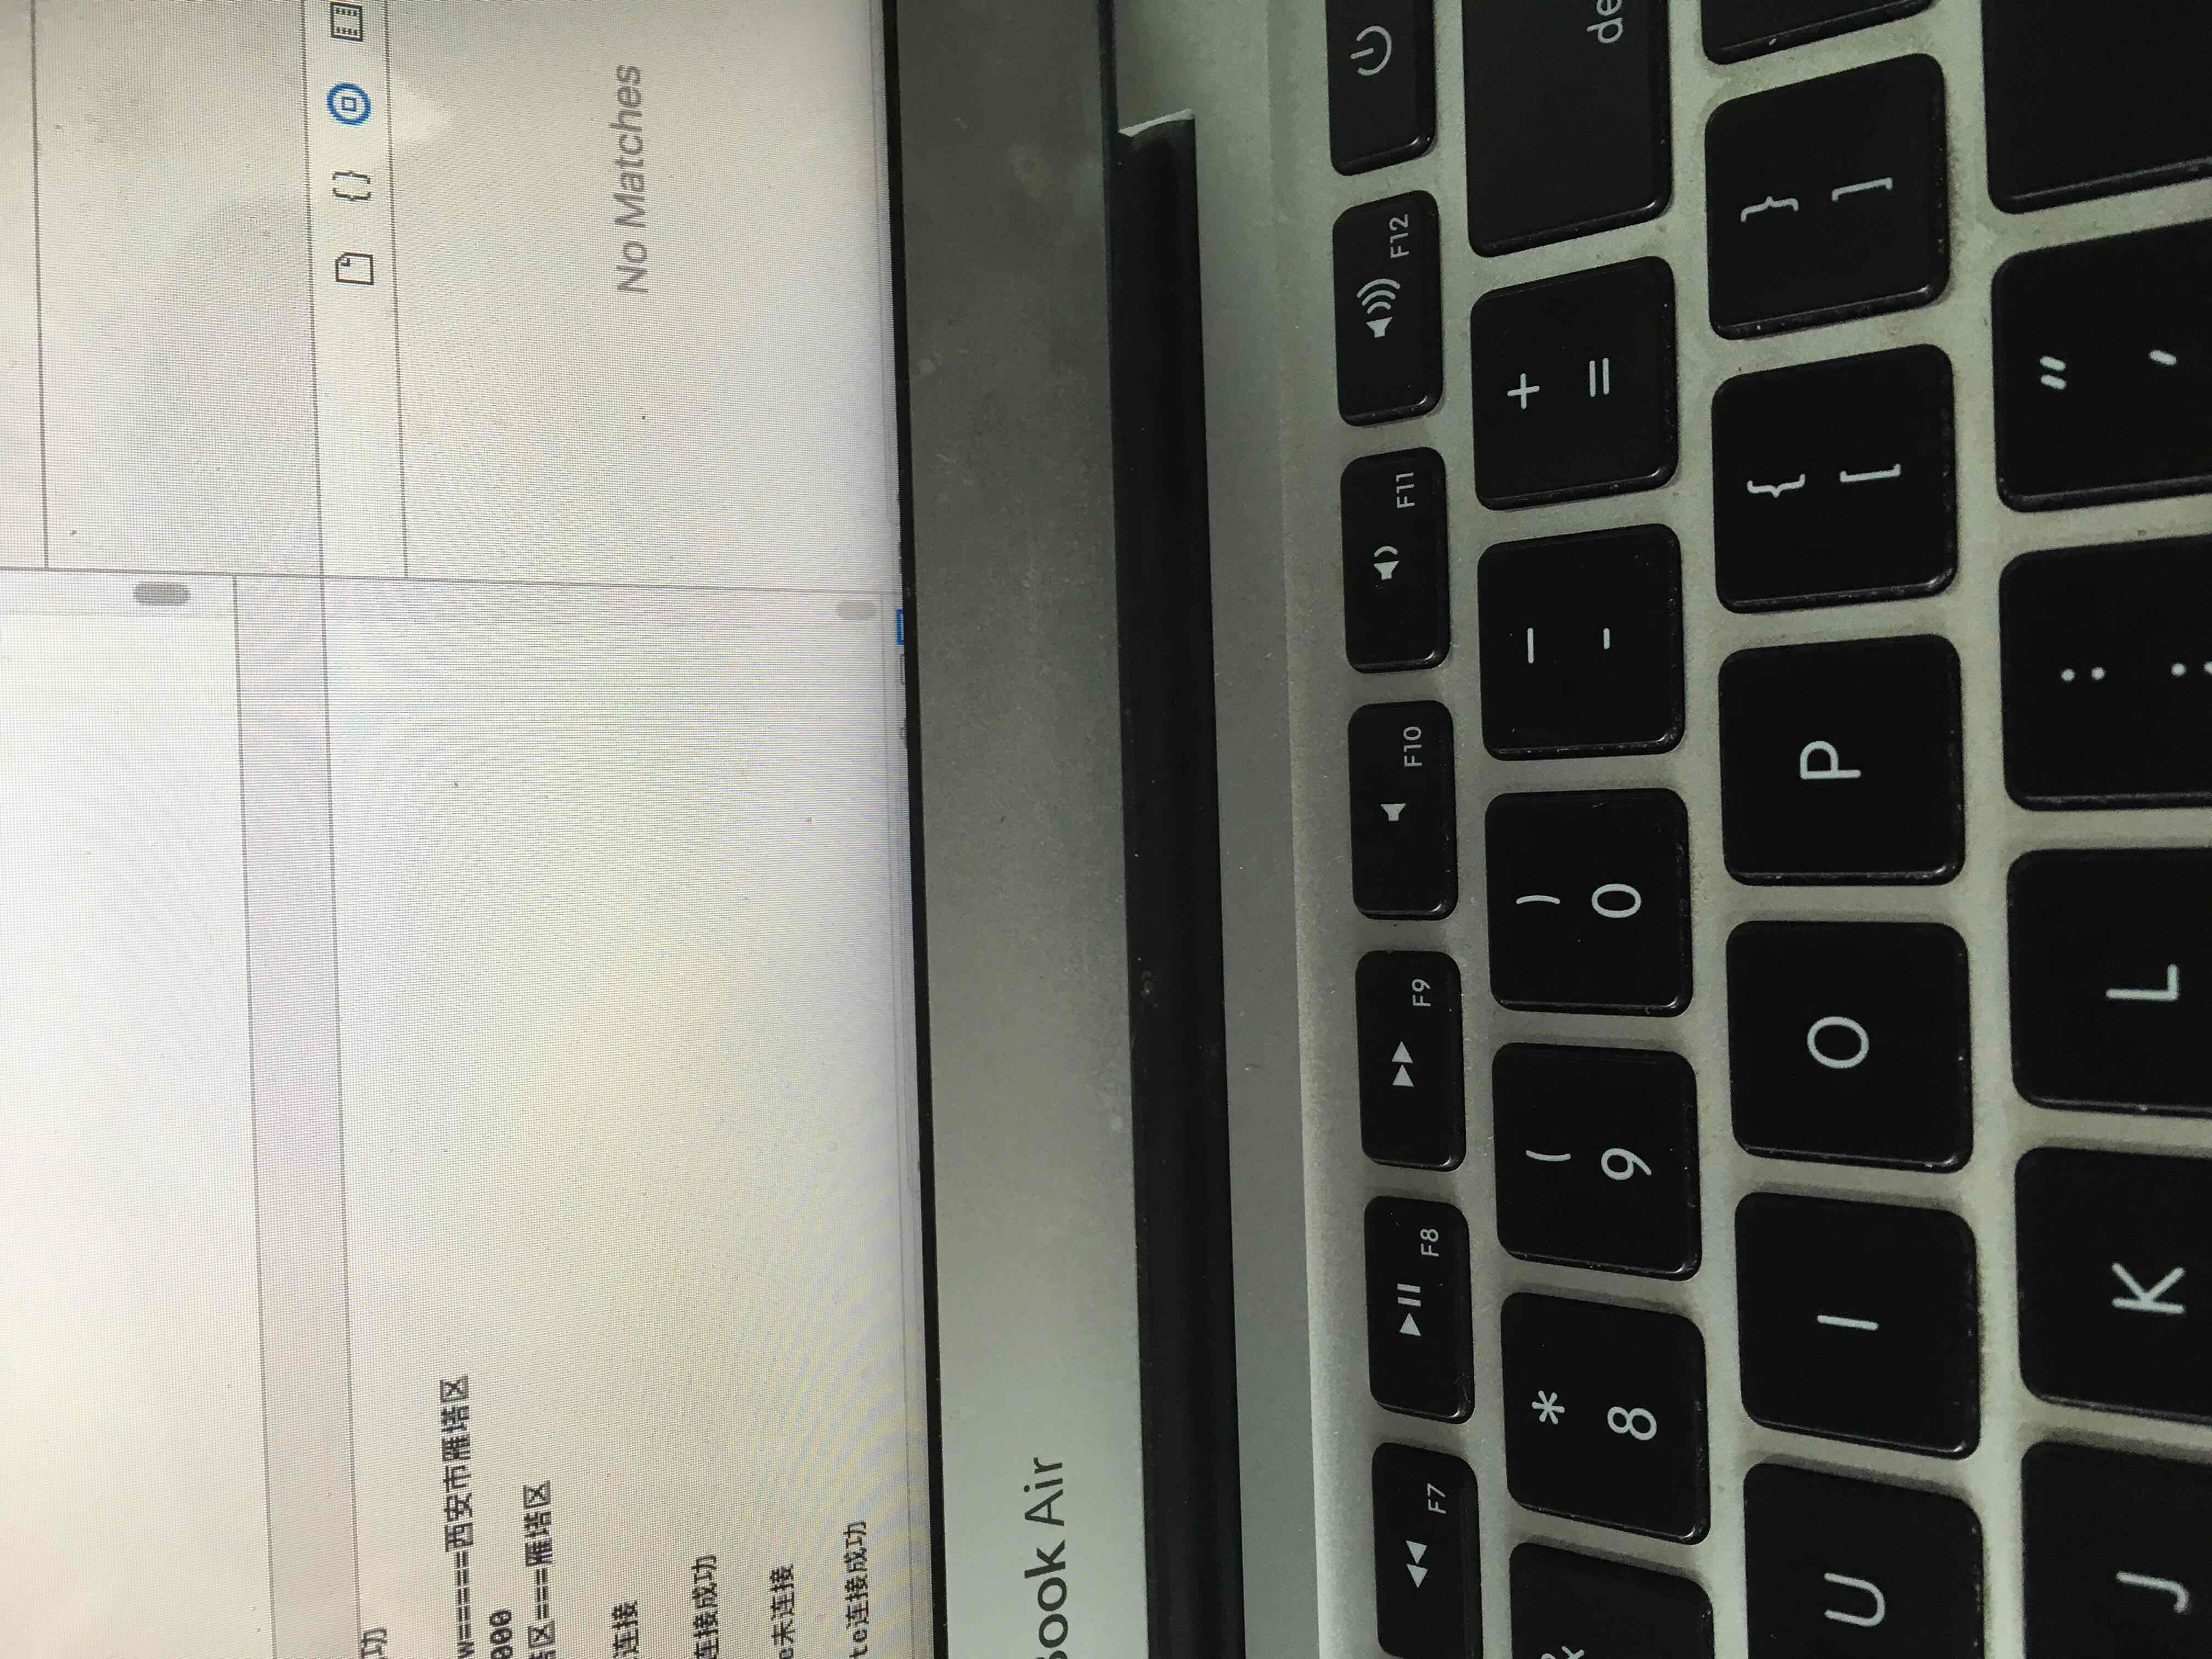 功
w=====西安市雁塔区
000
塔区===雁塔区
连接
连接成功
e未连接
te连接成功
{}
No Matches
Book Air
F7
F8
F9
F10
F11
F12
&
*
8
(
9
)
0
—
-
+
=
de
U
I
O
P
{
[
}
]
J
K
L
:
;
"
'